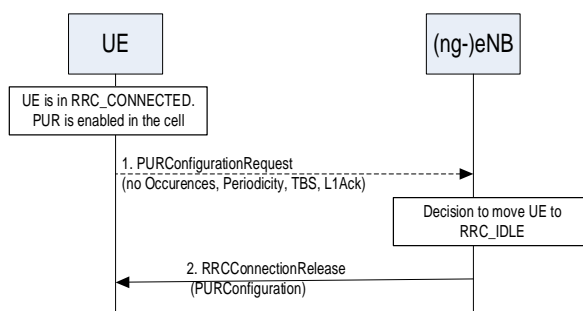 UE
(ng-)eNB
UE is in RRC_CONNECTED.
PUR is enabled in the cell
1. PURConfigurationRequest
(no Occurences, Periodicity, TBS, L1Ack)
Decision to move UE to
RRC_IDLE
2. RRCConnectionRelease
(PURConfiguration)